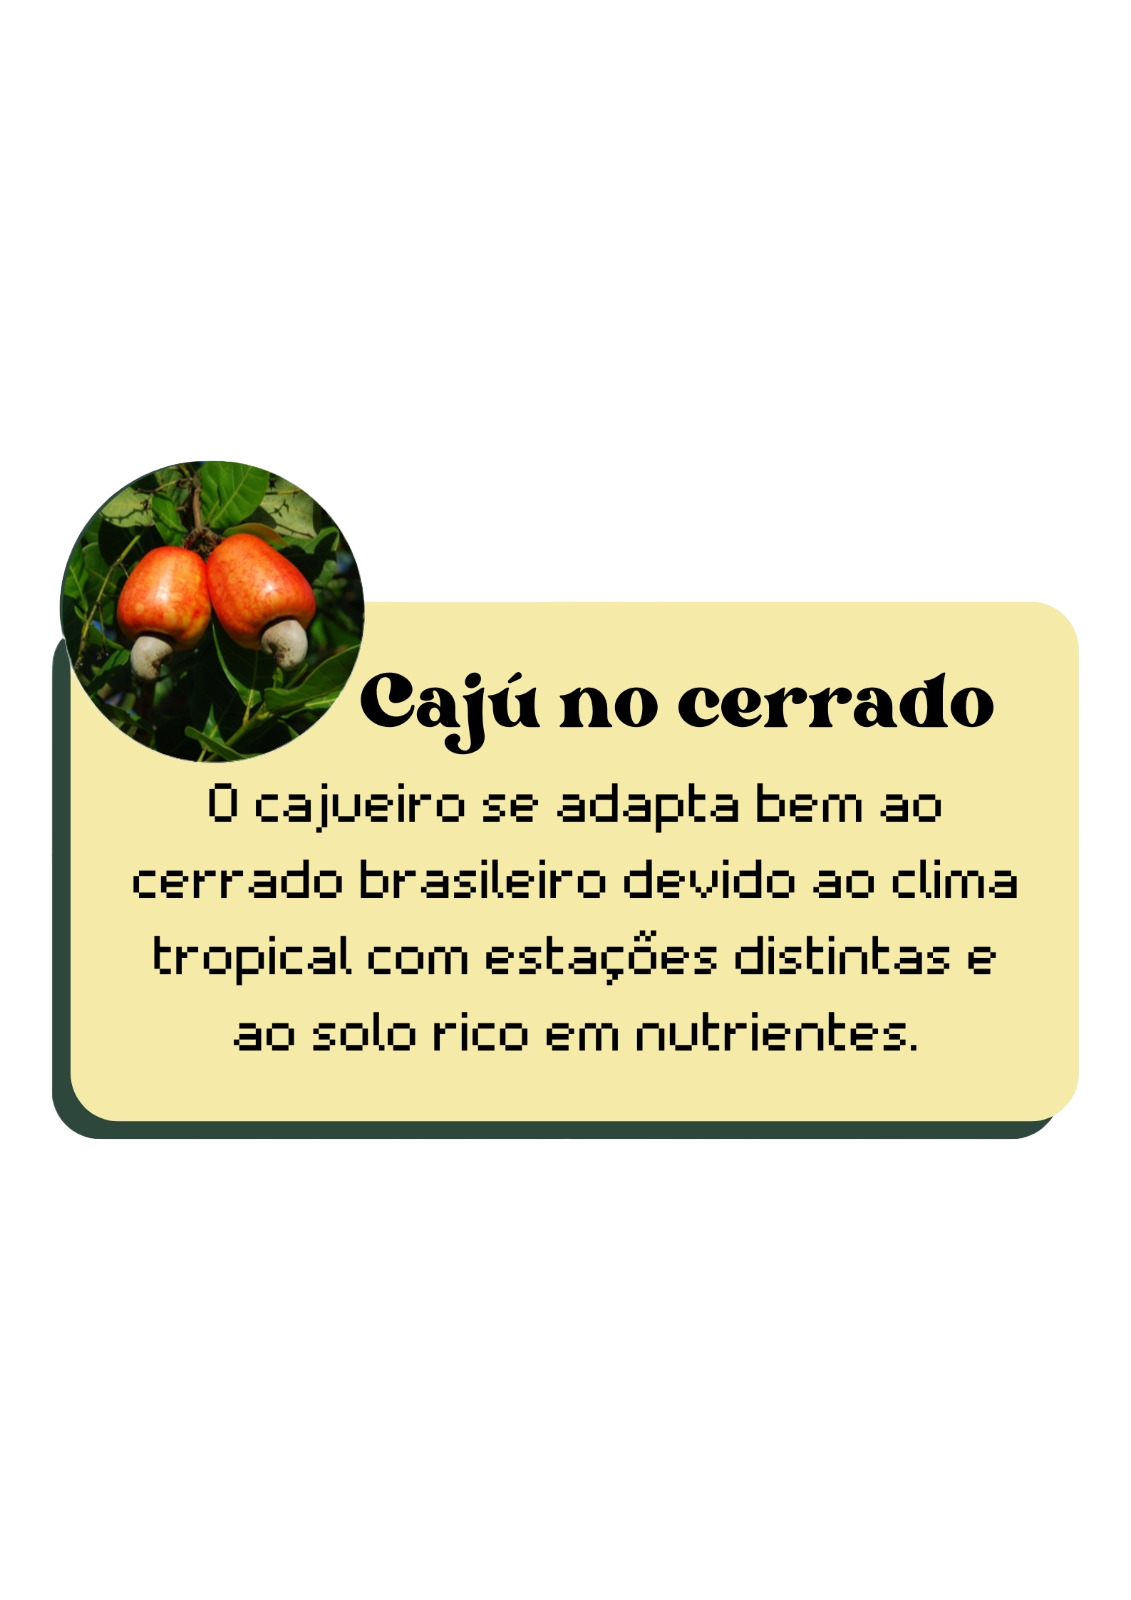 Cajú no cerrado
O cajueiro se adapta bem ao
cerrado brasileiro devido ao clima
tropical com estações distintas e
ao solo rico em nutrientes.